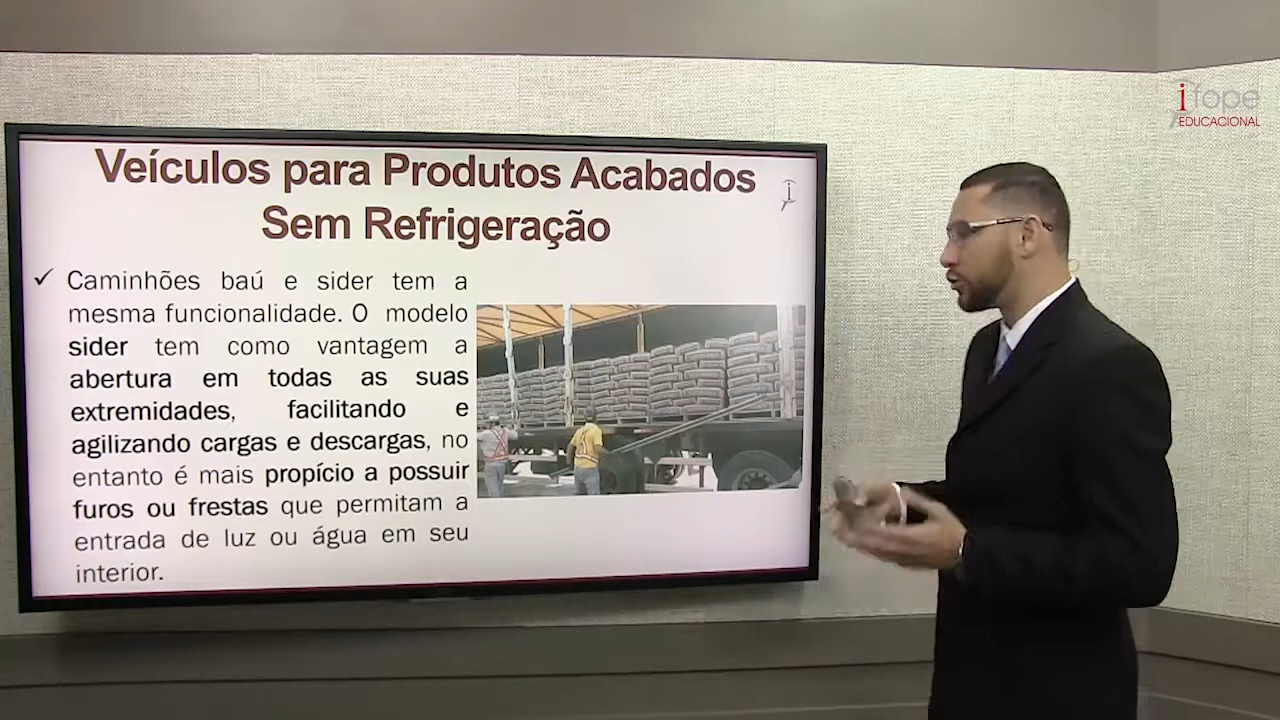 ifope
EDUCACIONAL
Veículos para Produtos Acabados
Sem Refrigeração
✓ Caminhões baú e sider tem a
mesma funcionalidade. O modelo
sider tem como vantagem a
abertura em todas as suas
extremidades, facilitando e
agilizando cargas e descargas, no
entanto é mais propício a possuir
furos ou frestas que permitam a
entrada de luz ou água em seu
interior.